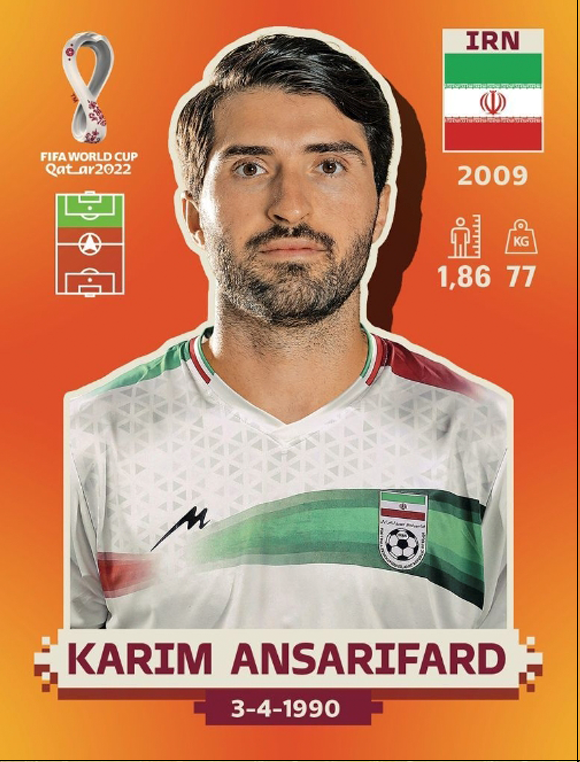 IRN
FIFA WORLD CUP
Qatar2022
2009
KG
1,86 77
KARIM ANSARIFARD
3-4-1990